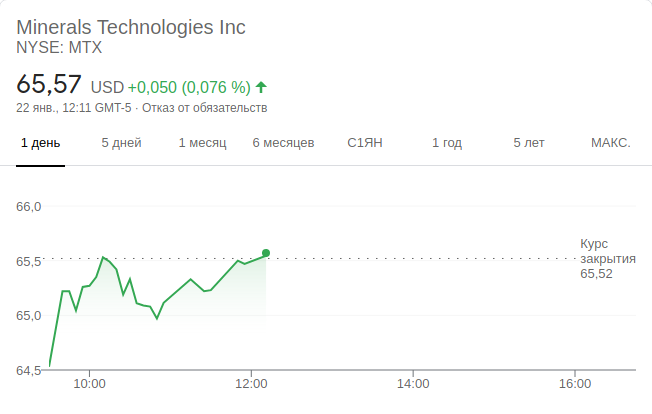 Minerals Technologies Inc
NYSE: MTX
65,57 USD +0,050 (0,076 %)
22 янв., 12:11 GMT-5 · Отказ от обязательств
1 день 5 дней 1 месяц 6 месяцев С1ЯН 1 год 5 лет МАКС.
66,0
Курс
закрытия
65,5
65,52
65,0
64,5
10:00 12:00 14:00 16:00